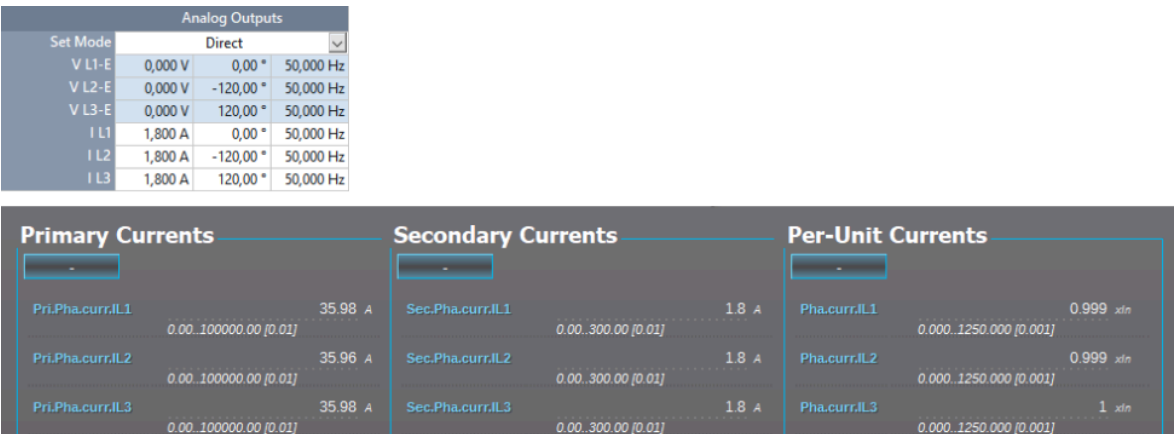 Analog Outputs
Set Mode Direct
V L1-E 0,000 V 0,00 ° 50,000 Hz
V L2-E 0,000 V -120,00 ° 50,000 Hz
V L3-E 0,000 V 120,00 ° 50,000 Hz
I L1 1,800 A 0,00 ° 50,000 Hz
I L2 1,800 A -120,00 ° 50,000 Hz
I L3 1,800 A 120,00 ° 50,000 Hz
Primary Currents Secondary Currents Per-Unit Currents
- - -
Pri.Pha.curr.IL1 35.98 A Sec.Pha.curr.IL1 1.8 A Pha.curr.IL1 0.999 xIn
0.00..100000.00 [0.01] 0.00..300.00 [0.01] 0.000..1250.000 [0.001]
Pri.Pha.curr.IL2 35.96 A Sec.Pha.curr.IL2 1.8 A Pha.curr.IL2 0.999 xIn
0.00..100000.00 [0.01] 0.00..300.00 [0.01] 0.000..1250.000 [0.001]
Pri.Pha.curr.IL3 35.98 A Sec.Pha.curr.IL3 1.8 A Pha.curr.IL3 1 xIn
0.00..100000.00 [0.01] 0.00..300.00 [0.01] 0.000..1250.000 [0.001]